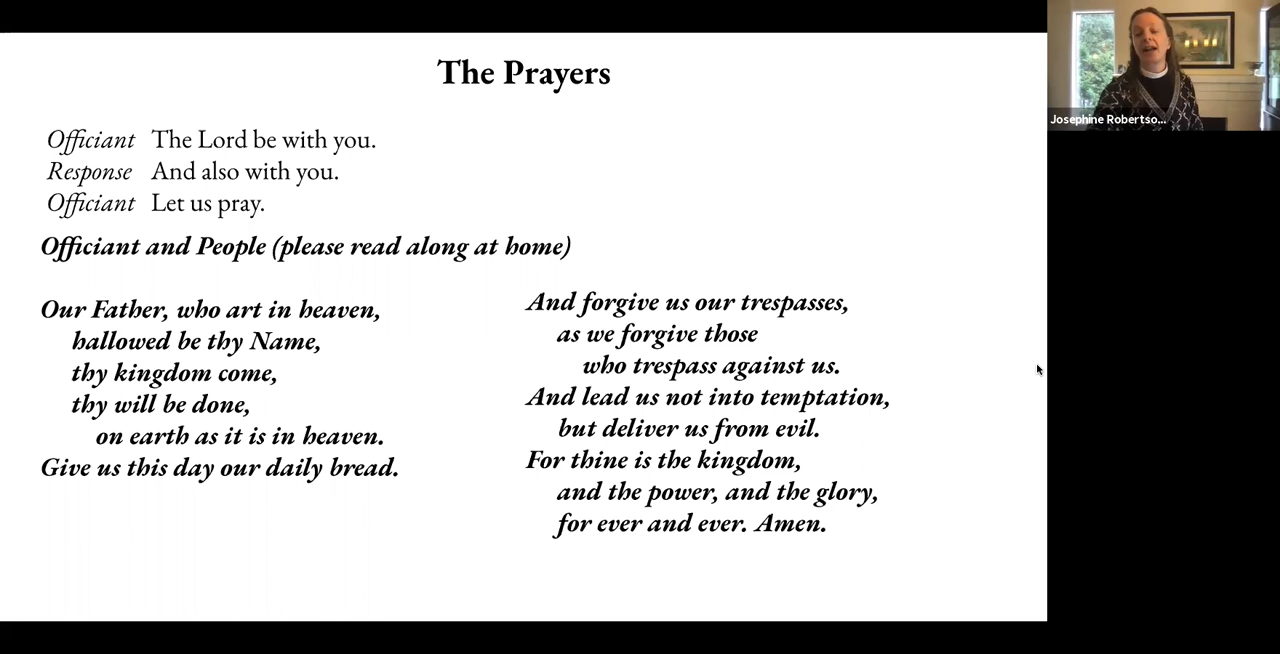 The Prayers
Officiant The Lord be with you.
Response And also with you.
Officiant Let us pray.
Officiant and People (please read along at home)
Our Father, who art in heaven,
hallowed be thy Name,
thy kingdom come,
thy will be done,
on earth as it is in heaven.
Give us this day our daily bread.
And forgive us our trespasses,
as we forgive those
who trespass against us.
And lead us not into temptation,
but deliver us from evil.
For thine is the kingdom,
and the power, and the glory,
for ever and ever. Amen.
Josephine Robertso...